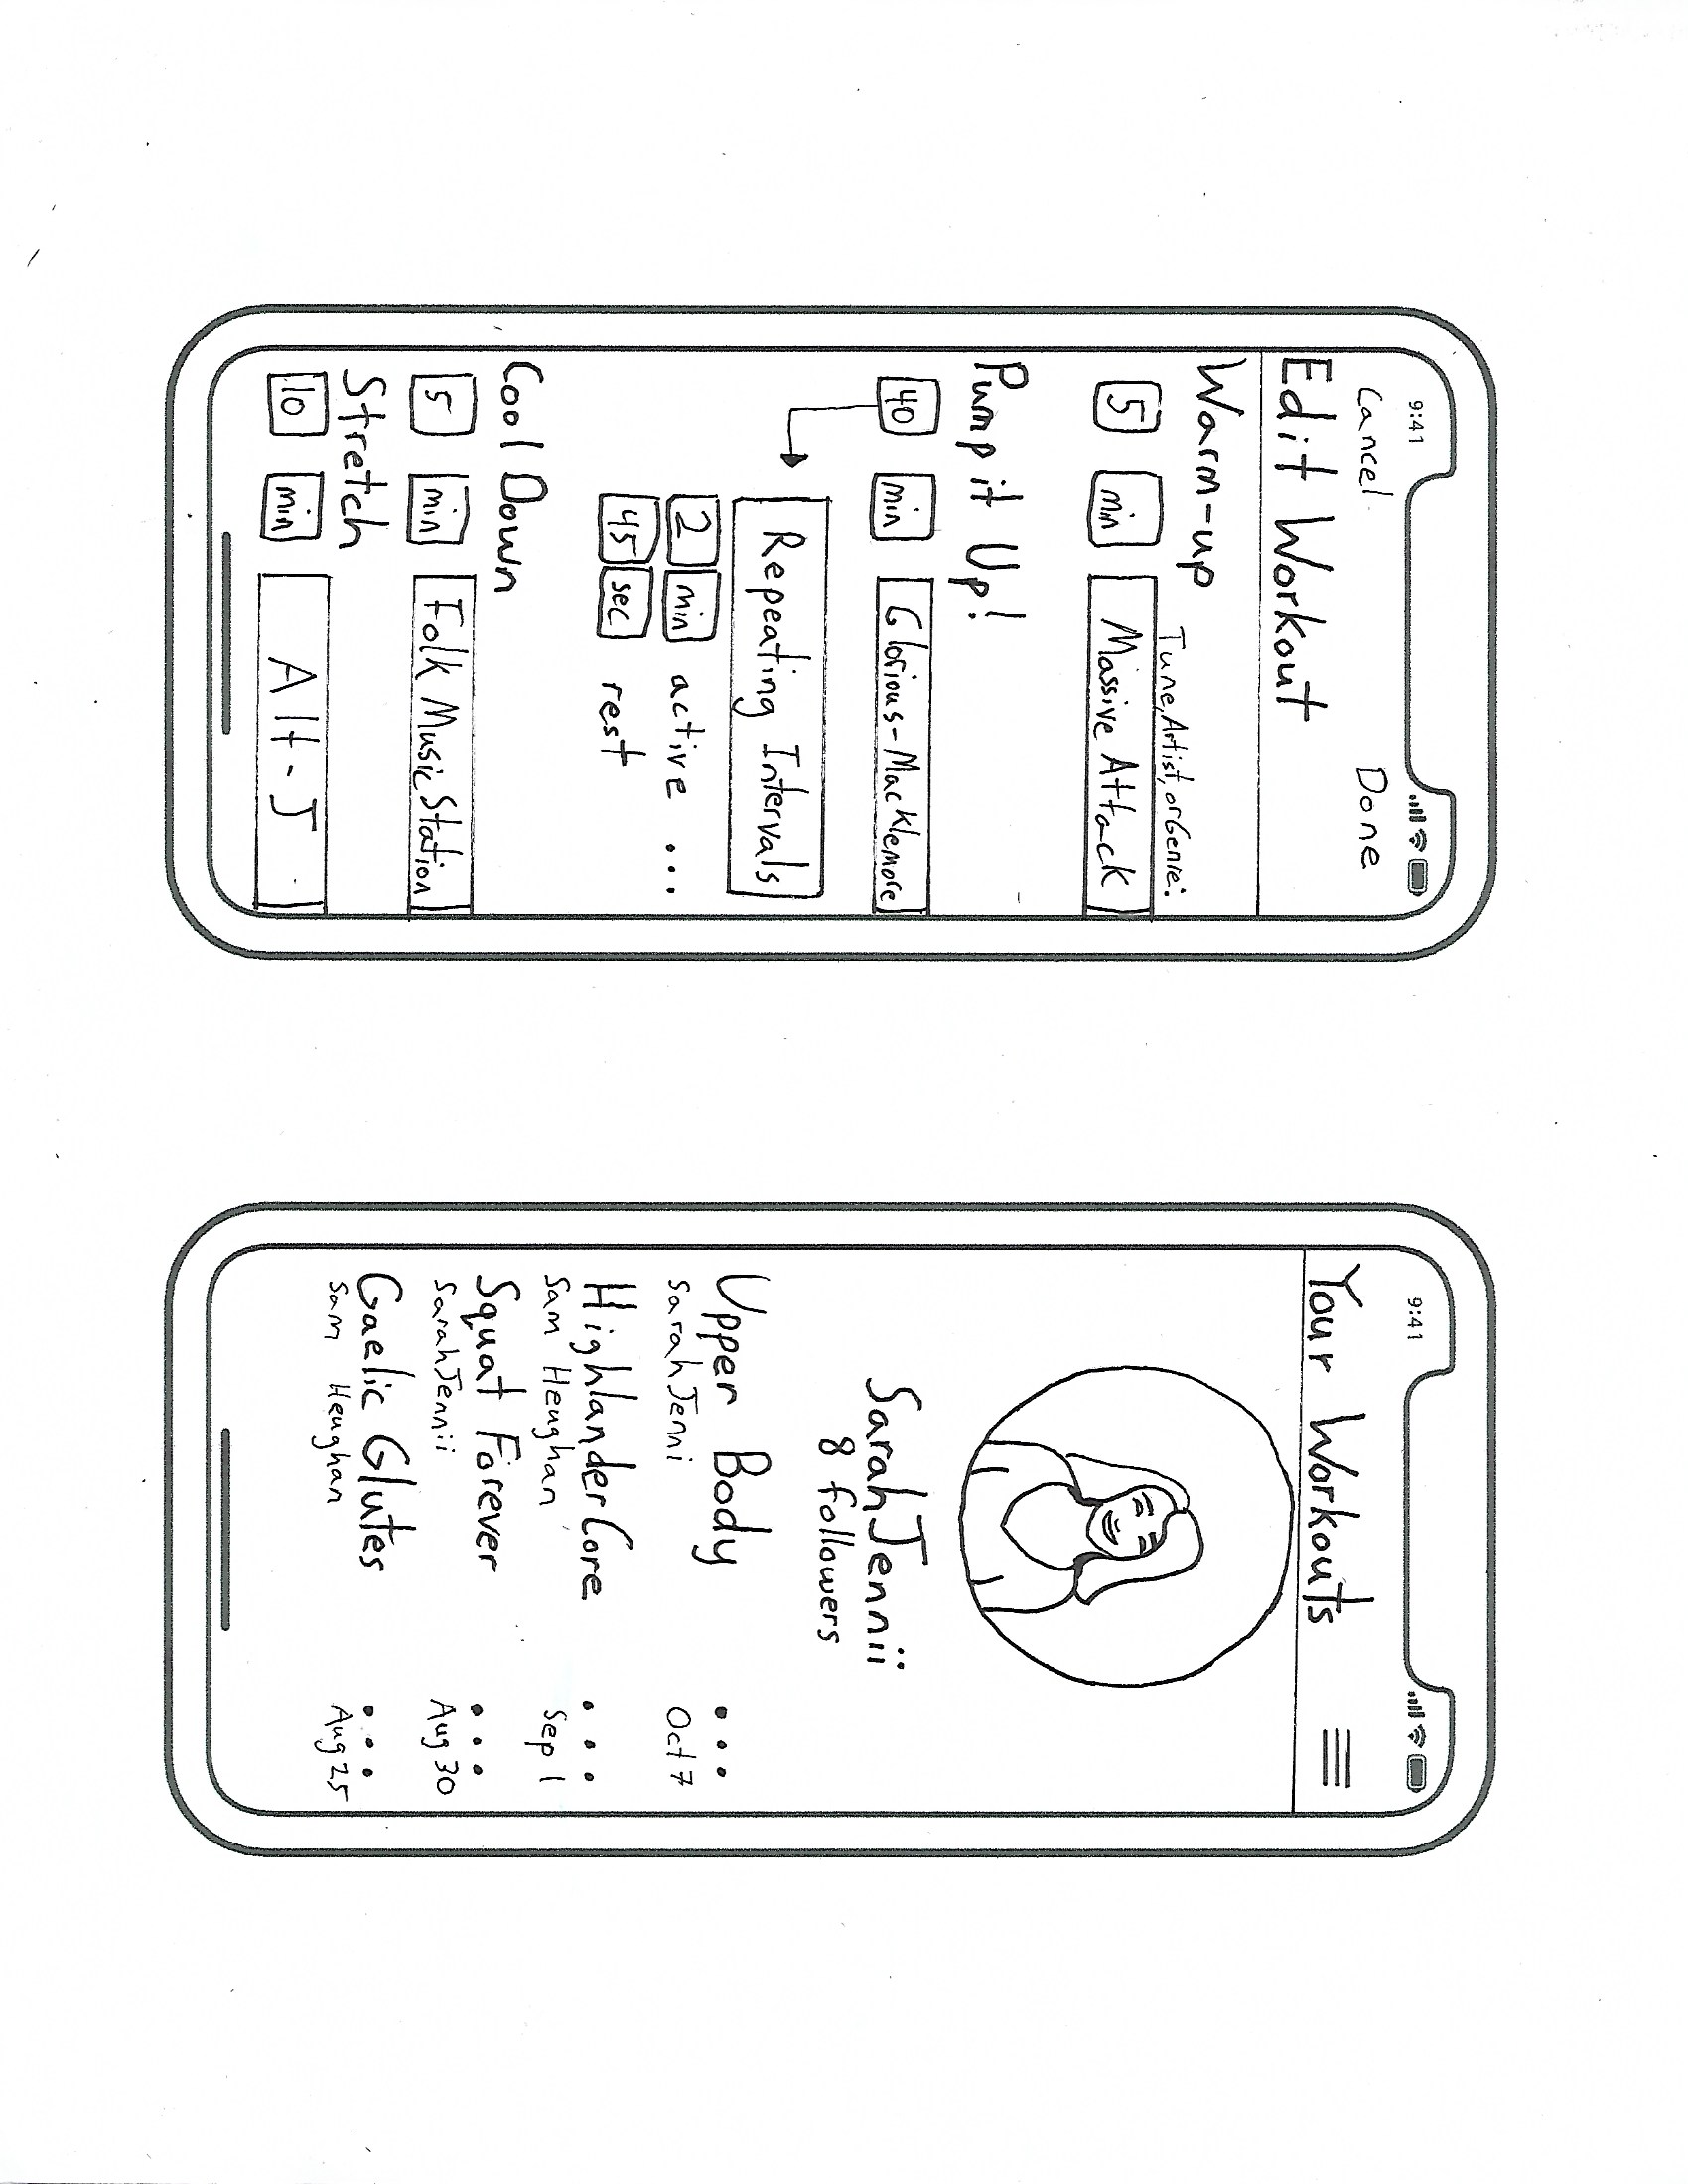 9:41
Cancel Done
Edit Workout
Warm-up
Tune, Artist, or Genre:
5 min Massive Attack
Pump it Up!
40 min Glorious-Macklemore
Repeating Intervals
2 min active ...
45 sec rest
Cool Down
5 min Folk Music Station
Stretch
10 min Alt-J
9:41
Your Workouts
SarahJennii
8 followers
Upper Body ...
SarahJenni Oct 7
Highlander Core ...
Sam Heughan Sep 1
Squat Forever ...
SarahJennii Aug 30
Gaelic Glutes ...
Sam Heughan Aug 25